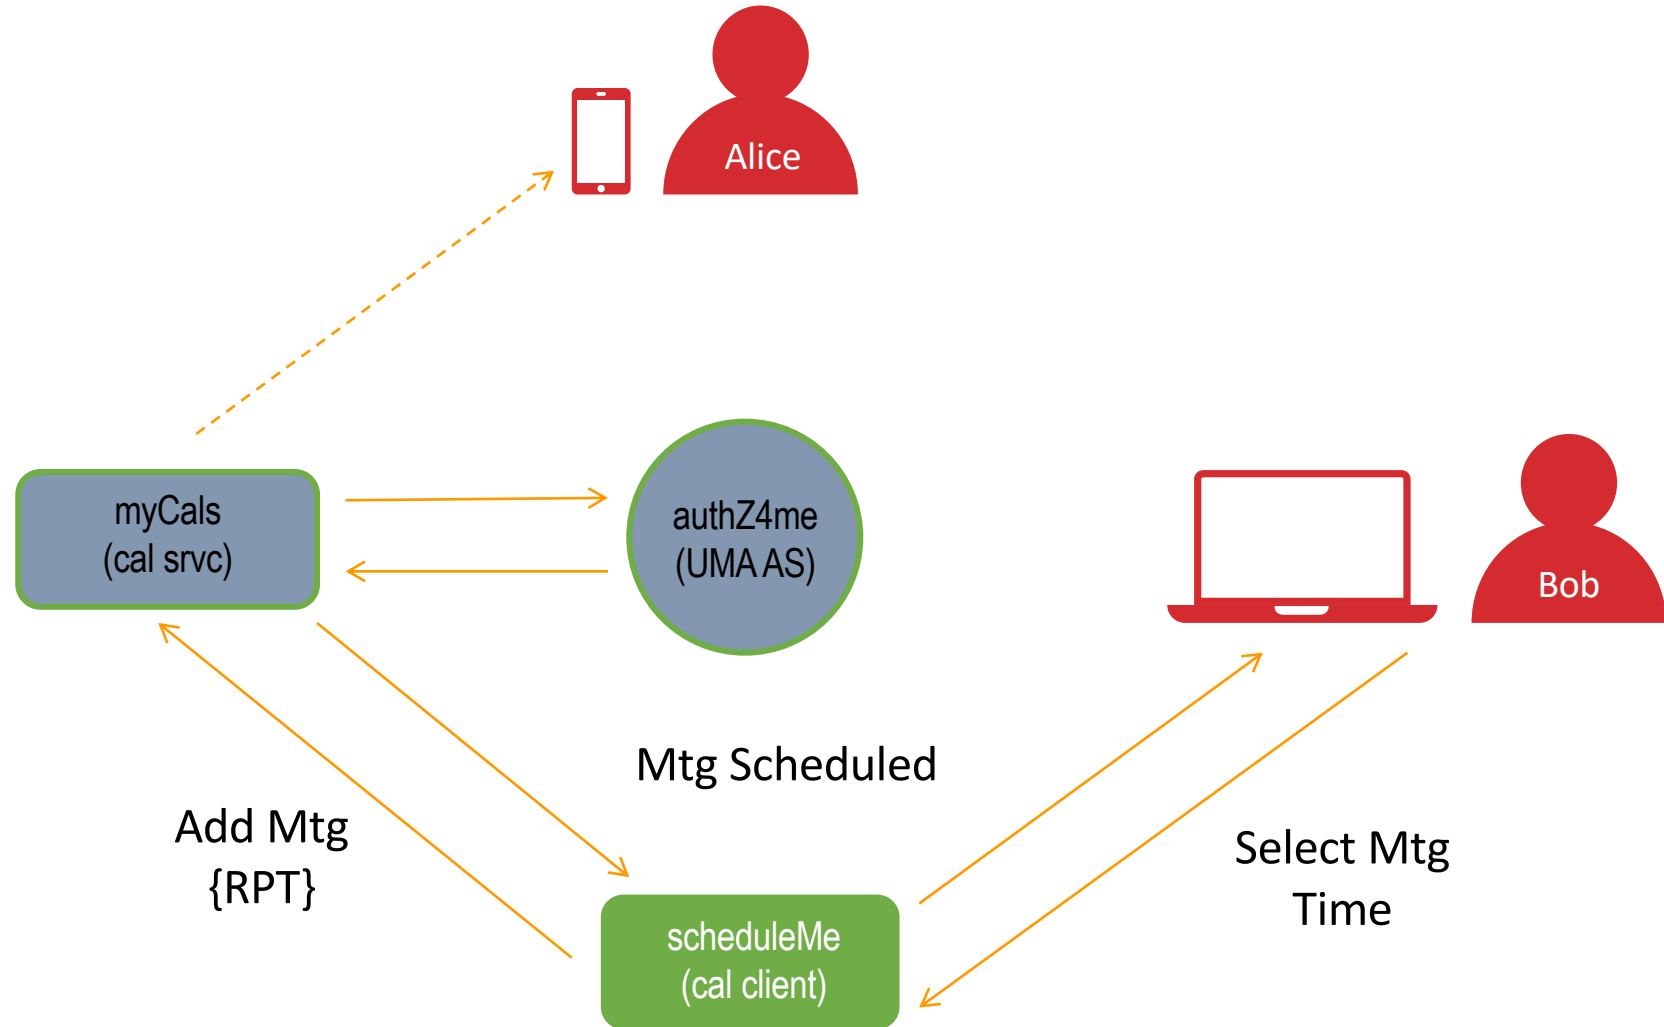 Alice
myCals
(cal srvc)
authZ4me
(UMA AS)
Bob
Mtg Scheduled
Add Mtg
{RPT}
Select Mtg
Time
scheduleMe
(cal client)